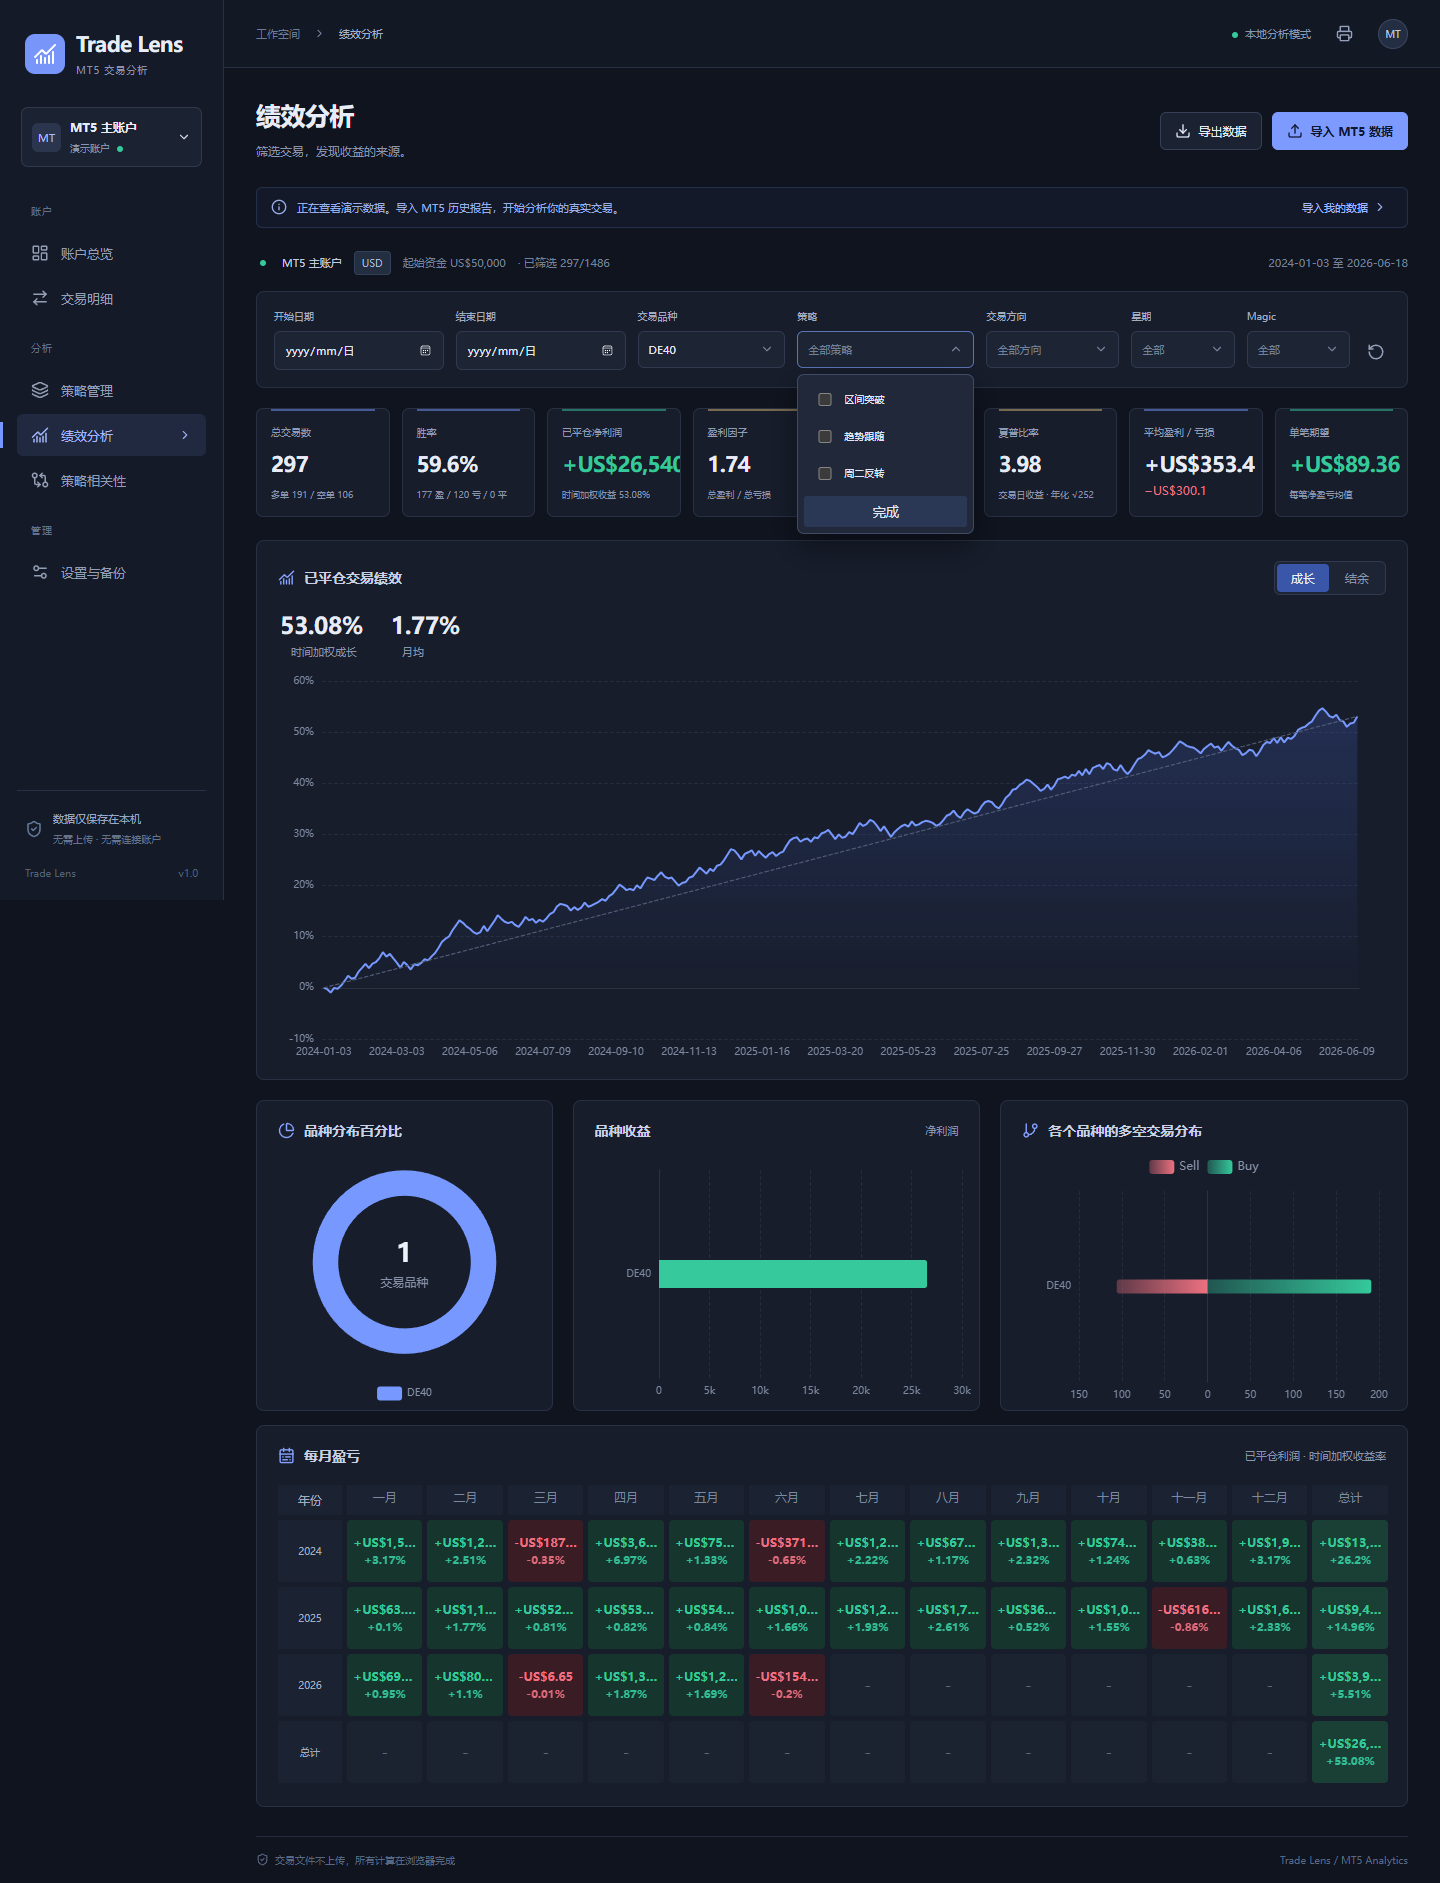 Trade Lens
MT5 交易分析
MT
MT5 主账户
演示账户
账户
账户总览
交易明细
分析
策略管理
绩效分析
策略相关性
管理
设置与备份
数据仅保存在本机
无需上传 · 无需连接账户
Trade Lens
v1.0
工作空间
绩效分析
本地分析模式
MT
绩效分析
筛选交易，发现收益的来源。
导出数据
导入 MT5 数据
正在查看演示数据。导入 MT5 历史报告，开始分析你的真实交易。
导入我的数据
MT5 主账户
USD
起始资金 US$50,000
· 已筛选 297/1486
2024-01-03 至 2026-06-18
开始日期
结束日期
交易品种
策略
交易方向
星期
Magic
yyyy/mm/日
yyyy/mm/日
DE40
全部策略
全部方向
全部
全部
区间突破
趋势跟随
周二反转
完成
总交易数
297
多单 191 / 空单 106
胜率
59.6%
177 盈 / 120 亏 / 0 平
已平仓净利润
+US$26,540
时间加权收益 53.08%
盈利因子
1.74
总盈利 / 总亏损
夏普比率
3.98
交易日收益 · 年化 √252
平均盈利 / 亏损
+US$353.4
−US$300.1
单笔期望
+US$89.36
每笔净盈亏均值
已平仓交易绩效
成长
结余
53.08%
时间加权成长
1.77%
月均
60%
50%
40%
30%
20%
10%
0%
-10%
2024-01-03
2024-03-03
2024-05-06
2024-07-09
2024-09-10
2024-11-13
2025-01-16
2025-03-20
2025-05-23
2025-07-25
2025-09-27
2025-11-30
2026-02-01
2026-04-06
2026-06-09
品种分布百分比
1
交易品种
DE40
品种收益
净利润
DE40
0 5k 10k 15k 20k 25k 30k
各个品种的多空交易分布
Sell
Buy
DE40
150 100 50 0 50 100 150 200
每月盈亏
已平仓利润 · 时间加权收益率
年份 一月 二月 三月 四月 五月 六月 七月 八月 九月 十月 十一月 十二月 总计
2024 +US$1,5... +US$1,2... -US$187... +US$3,6... +US$75... -US$371... +US$1,2... +US$67... +US$1,3... +US$74... +US$38... +US$1,9... +US$13,...
+3.17% +2.51% -0.35% +6.97% +1.33% -0.65% +2.22% +1.17% +2.32% +1.24% +0.63% +3.17% +26.2%
2025 +US$63... +US$1,1... +US$52... +US$53... +US$54... +US$1,0... +US$1,2... +US$1,7... +US$36... +US$1,0... -US$616... +US$1,6... +US$9,4...
+0.1% +1.77% +0.81% +0.82% +0.84% +1.66% +1.93% +2.61% +0.52% +1.55% -0.86% +2.33% +14.96%
2026 +US$69... +US$80... -US$6.65 +US$1,3... +US$1,2... -US$154... – – – – – – +US$3,9...
+0.95% +1.1% -0.01% +1.87% +1.69% -0.2% +5.51%
总计 – – – – – – – – – – – – +US$26,...
+53.08%
交易文件不上传，所有计算在浏览器完成
Trade Lens / MT5 Analytics